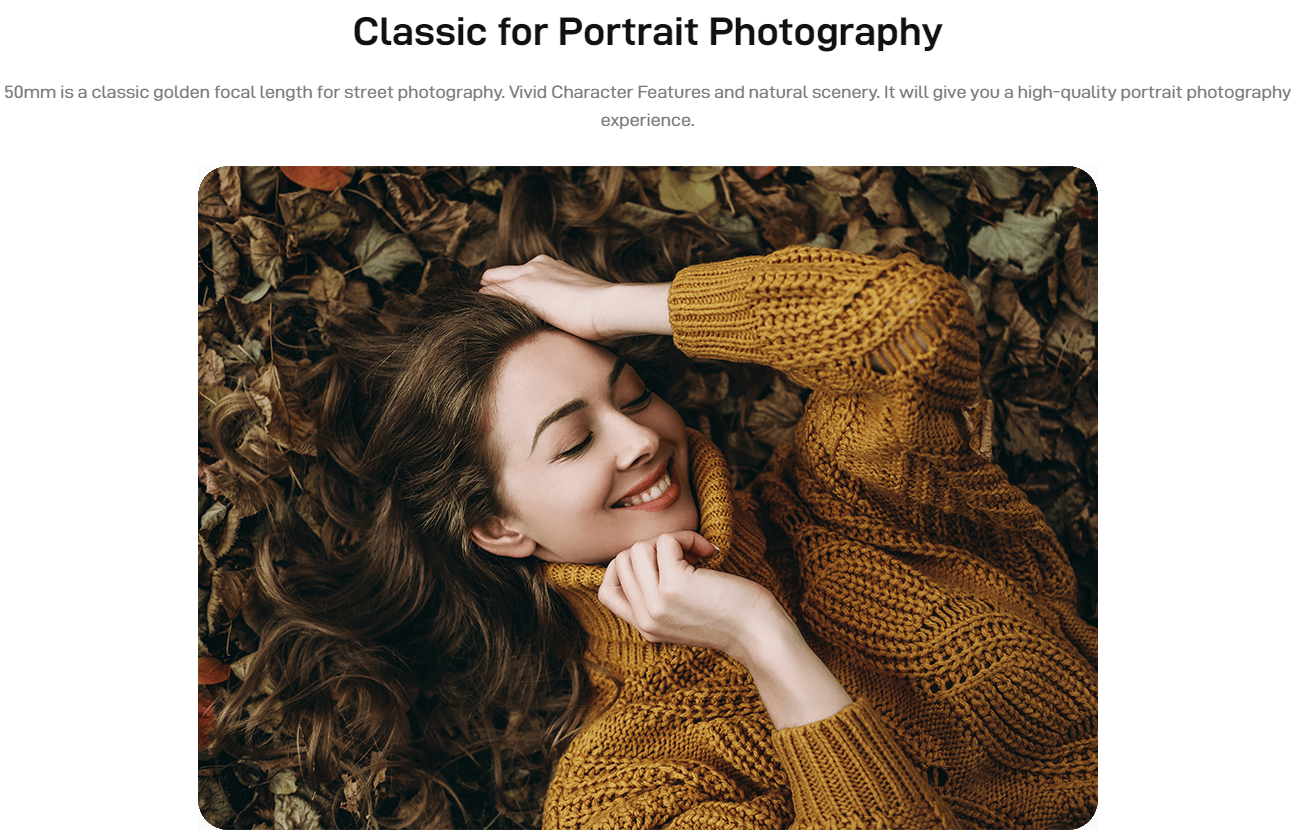 Classic for Portrait Photography
50mm is a classic golden focal length for street photography. Vivid Character Features and natural scenery. It will give you a high-quality portrait photography
experience.